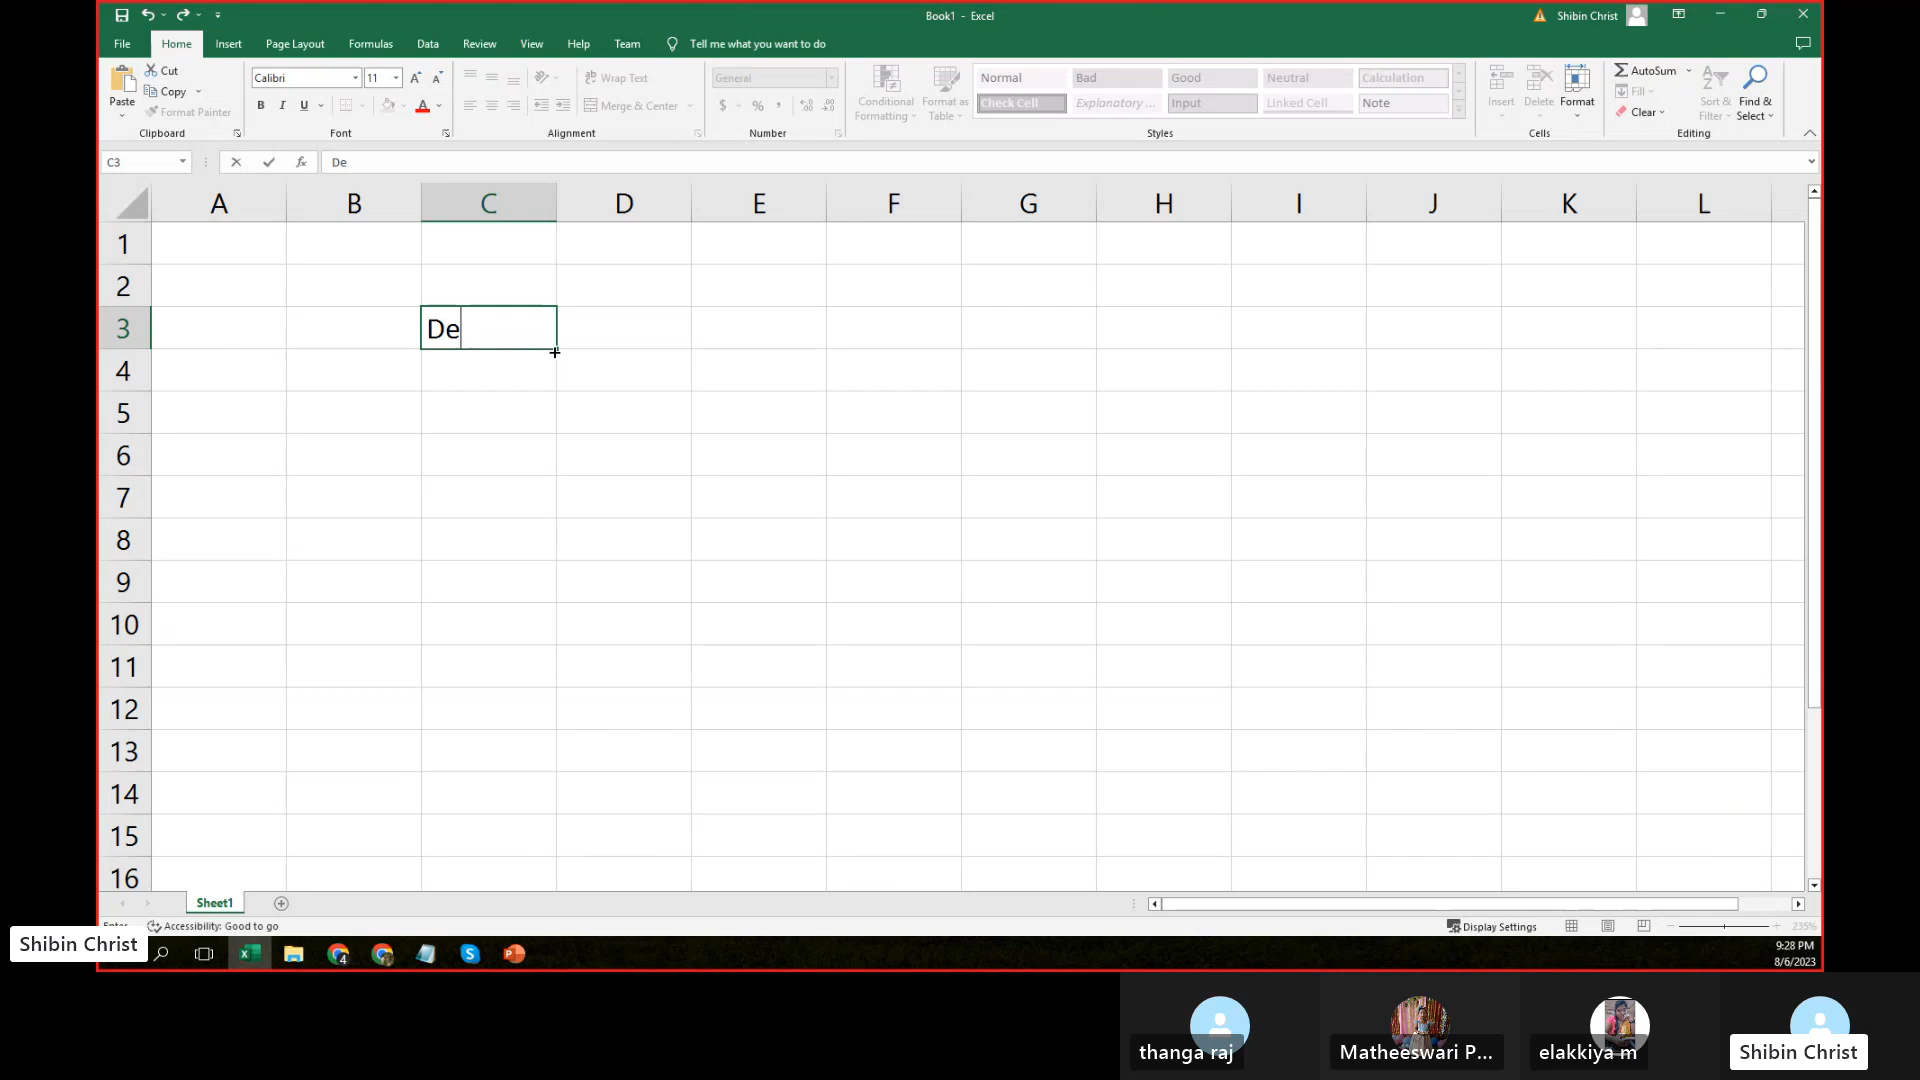 Book1 - Excel
Shibin Christ
File Home Insert Page Layout Formulas Data Review View Help Team Tell me what you want to do
Paste
Cut
Copy
Format Painter
Clipboard
Calibri 11
B I U
Font
Wrap Text
Merge & Center
Alignment
General
$ % ,
Number
Conditional Formatting
Format as Table
Normal Bad Good Neutral Calculation
Check Cell Explanatory ... Input Linked Cell Note
Styles
Insert Delete Format
Cells
AutoSum
Fill
Clear
Sort & Filter
Find & Select
Editing
C3 fx De
A B C D E F G H I J K L
1
2
3 De
4
5
6
7
8
9
10
11
12
13
14
15
16
Sheet1
Accessibility: Good to go
Display Settings
235%
Shibin Christ
4
9:28 PM
8/6/2023
thanga raj
Matheeswari P...
elakkiya m
Shibin Christ